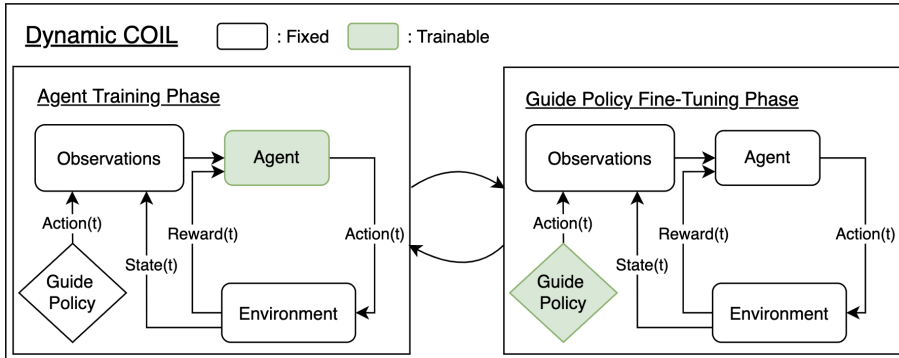 Dynamic COIL
: Fixed
: Trainable
Agent Training Phase
Observations
Agent
Action(t)
Reward(t)
Action(t)
State(t)
Guide
Policy
Environment
Guide Policy Fine-Tuning Phase
Observations
Agent
Action(t)
Reward(t)
Action(t)
State(t)
Guide
Policy
Environment